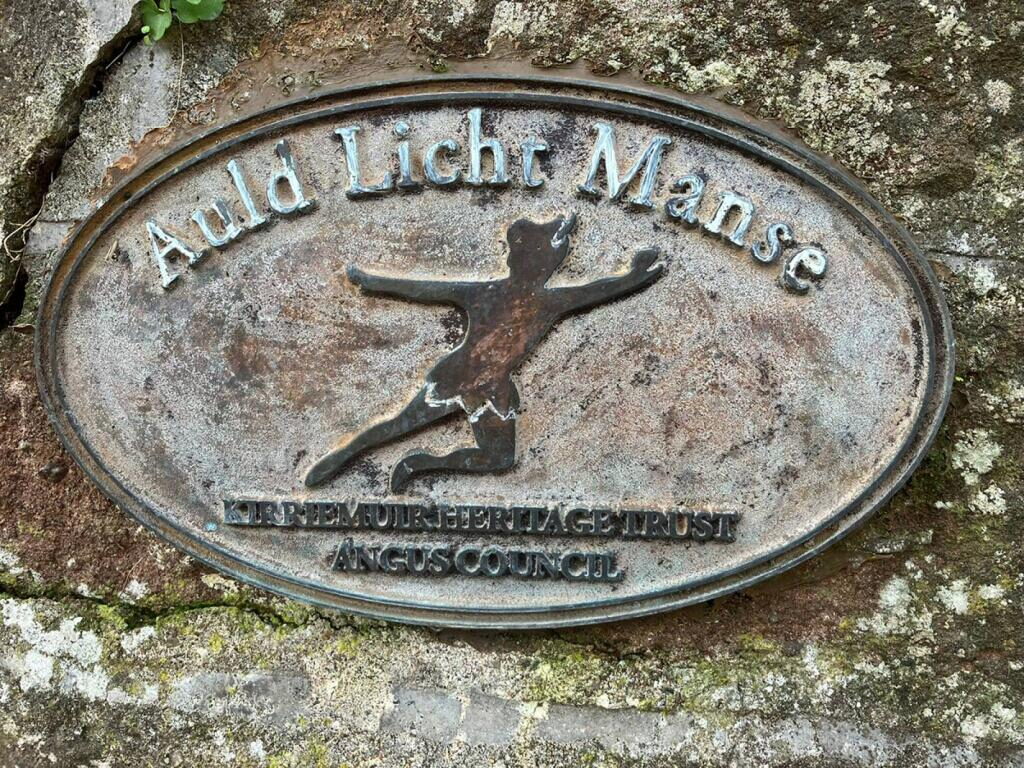 Auld Licht Manse
KIRRIEMUIR HERITAGE TRUST
ANGUS COUNCIL